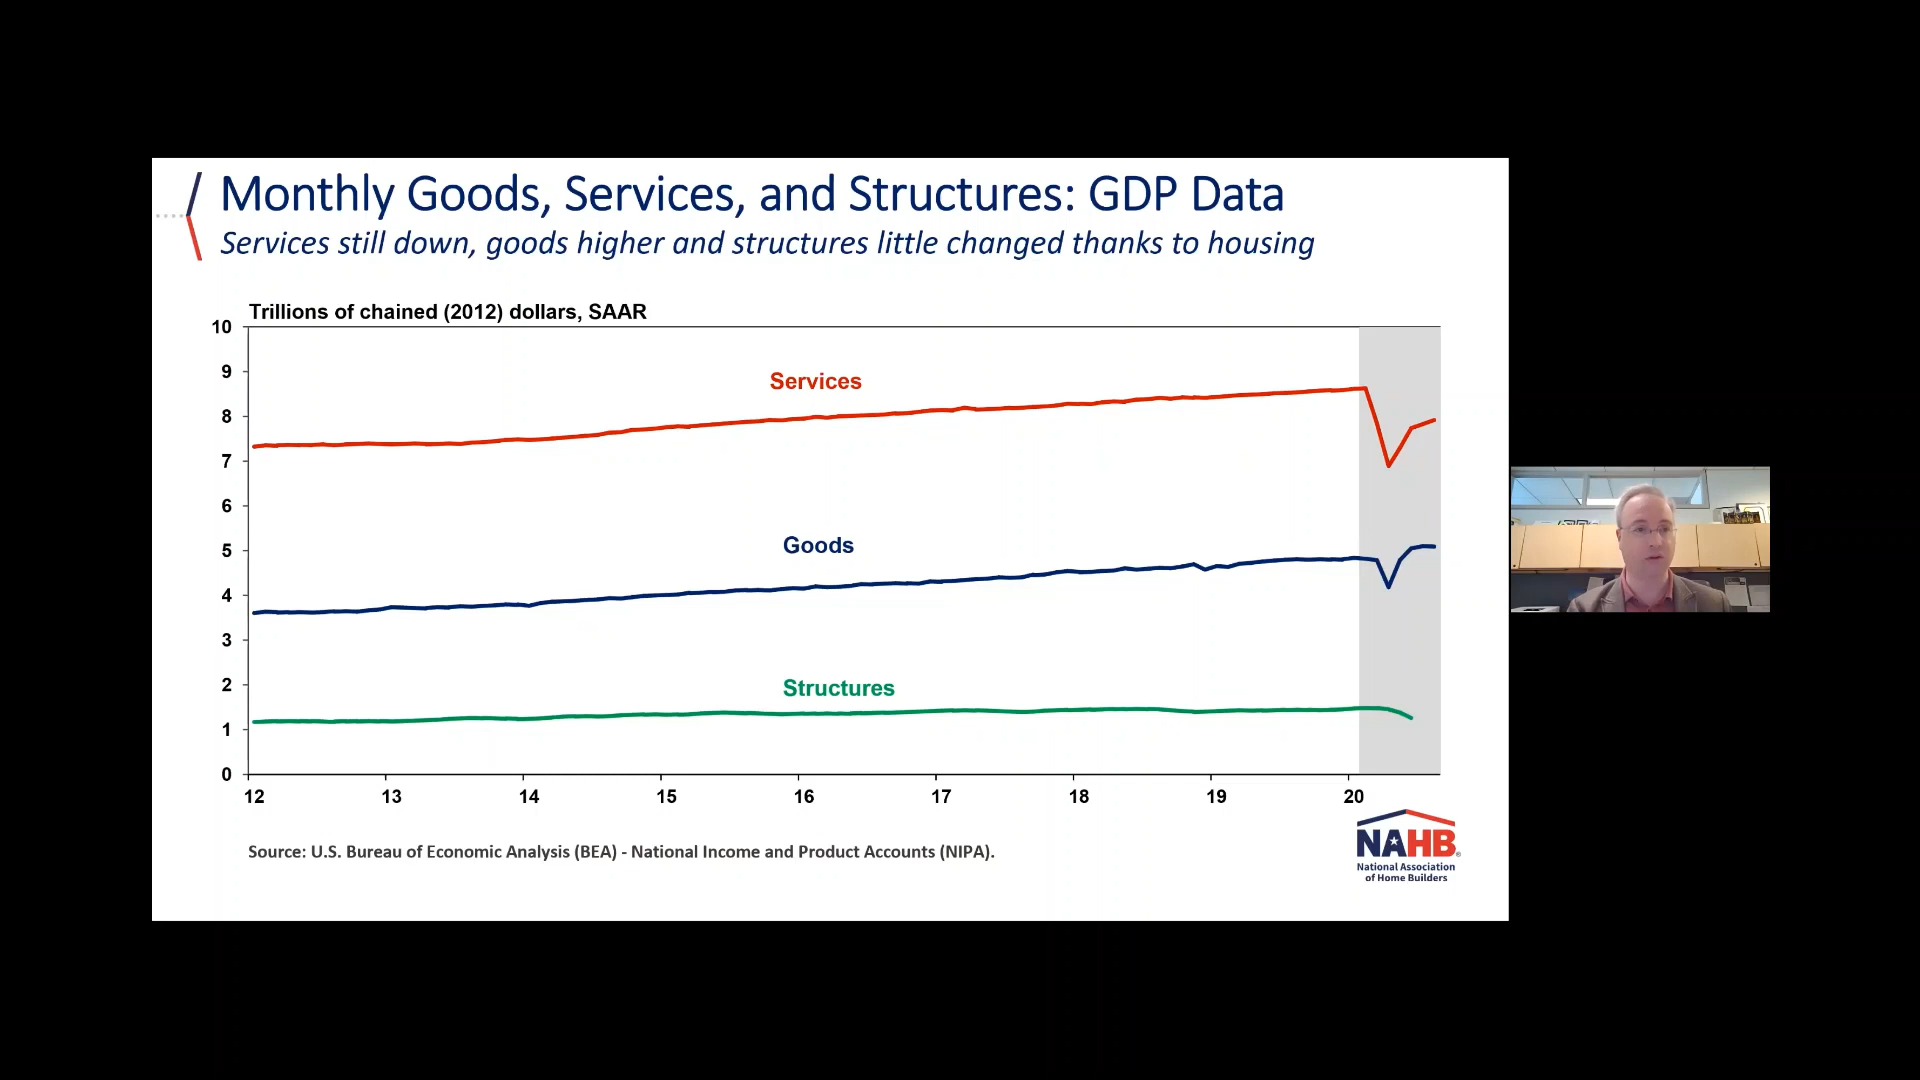 Monthly Goods, Services, and Structures: GDP Data
Services still down, goods higher and structures little changed thanks to housing
Trillions of chained (2012) dollars, SAAR
10
9
8
7
6
5
4
3
2
1
0
Services
Goods
Structures
12 13 14 15 16 17 18 19 20
Source: U.S. Bureau of Economic Analysis (BEA) - National Income and Product Accounts (NIPA).
NAHB®
National Association
of Home Builders